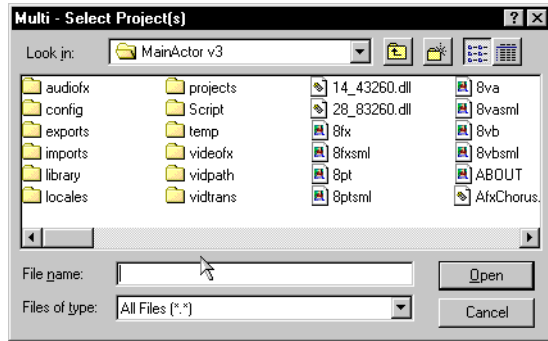 Multi - Select Project(s)
Look in: MainActor v3
audiofx projects 14_43260.dll 8va
config Script 28_83260.dll 8vasml
exports temp 8fx 8vb
imports videofx 8fxsml 8vbsml
library vidpath 8pt ABOUT
locales vidtrans 8ptsml AfxChorus.
File name: Open
Files of type: All Files (*.*) Cancel